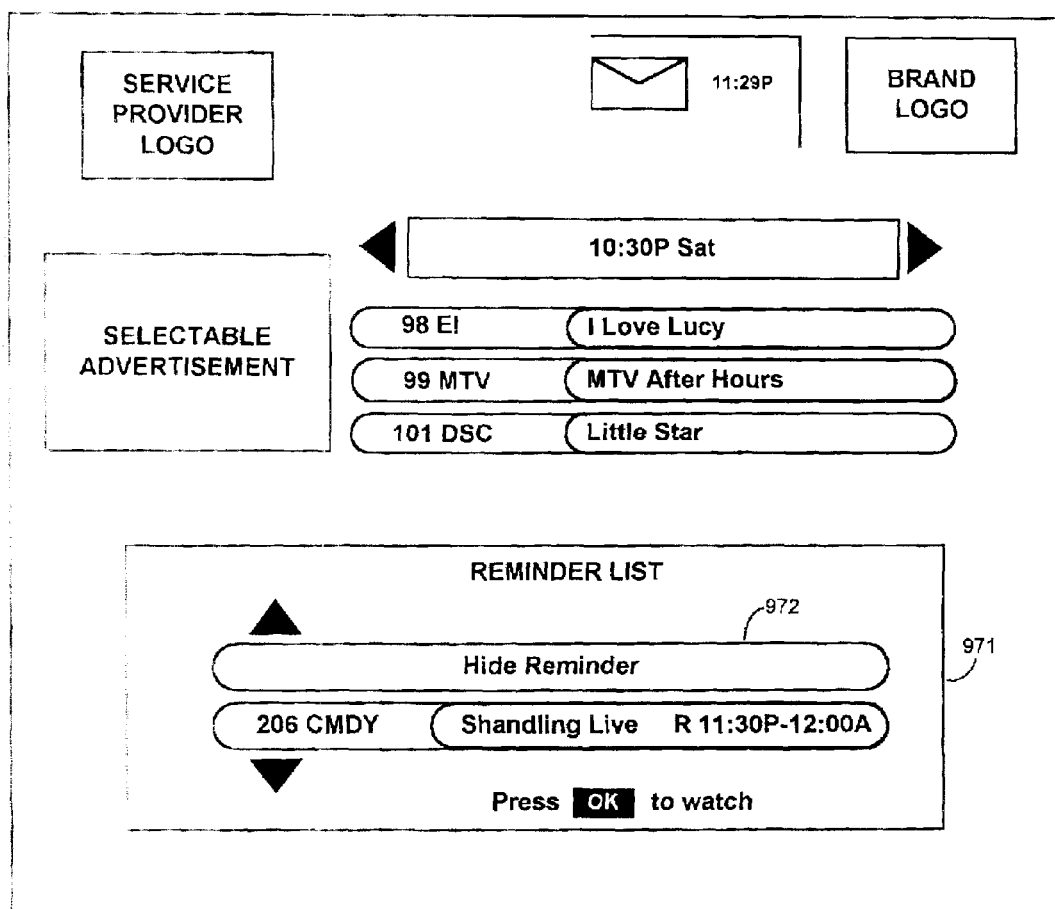 SERVICE
PROVIDER
LOGO
11:29P
BRAND
LOGO
10:30P Sat
SELECTABLE
ADVERTISEMENT
98 EI I Love Lucy
99 MTV MTV After Hours
101 DSC Little Star
REMINDER LIST
972
Hide Reminder
971
206 CMDY Shandling Live R 11:30P-12:00A
Press OK to watch